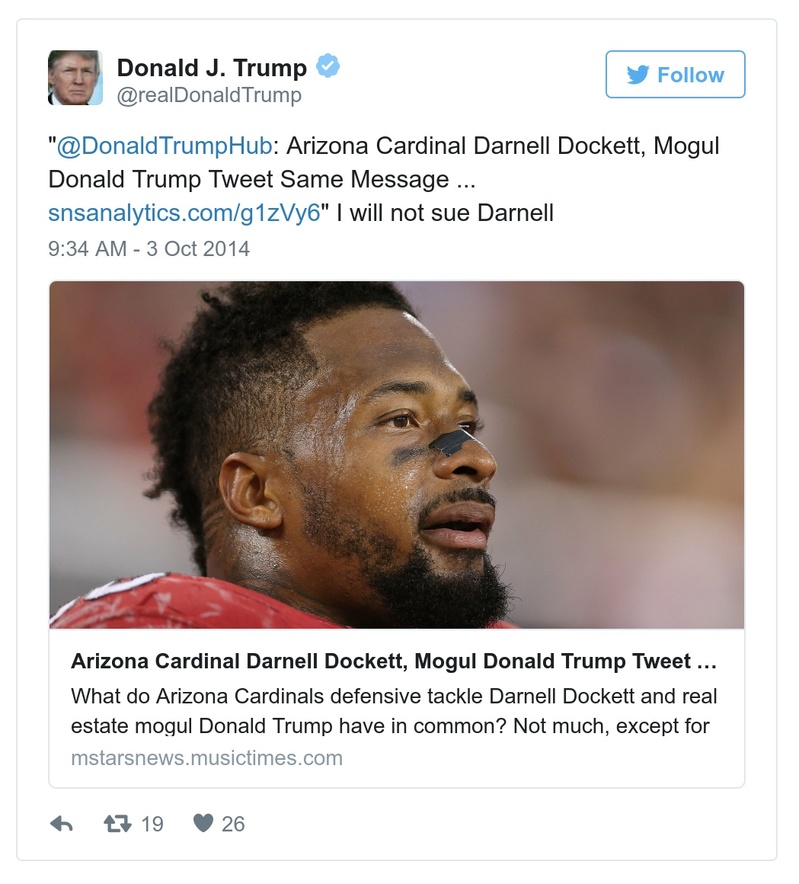 Donald J. Trump
@realDonaldTrump
Follow
"@DonaldTrumpHub: Arizona Cardinal Darnell Dockett, Mogul
Donald Trump Tweet Same Message ...
snsanalytics.com/g1zVy6" I will not sue Darnell
9:34 AM - 3 Oct 2014
Arizona Cardinal Darnell Dockett, Mogul Donald Trump Tweet ...
What do Arizona Cardinals defensive tackle Darnell Dockett and real
estate mogul Donald Trump have in common? Not much, except for
mstarsnews.musictimes.com
19 26